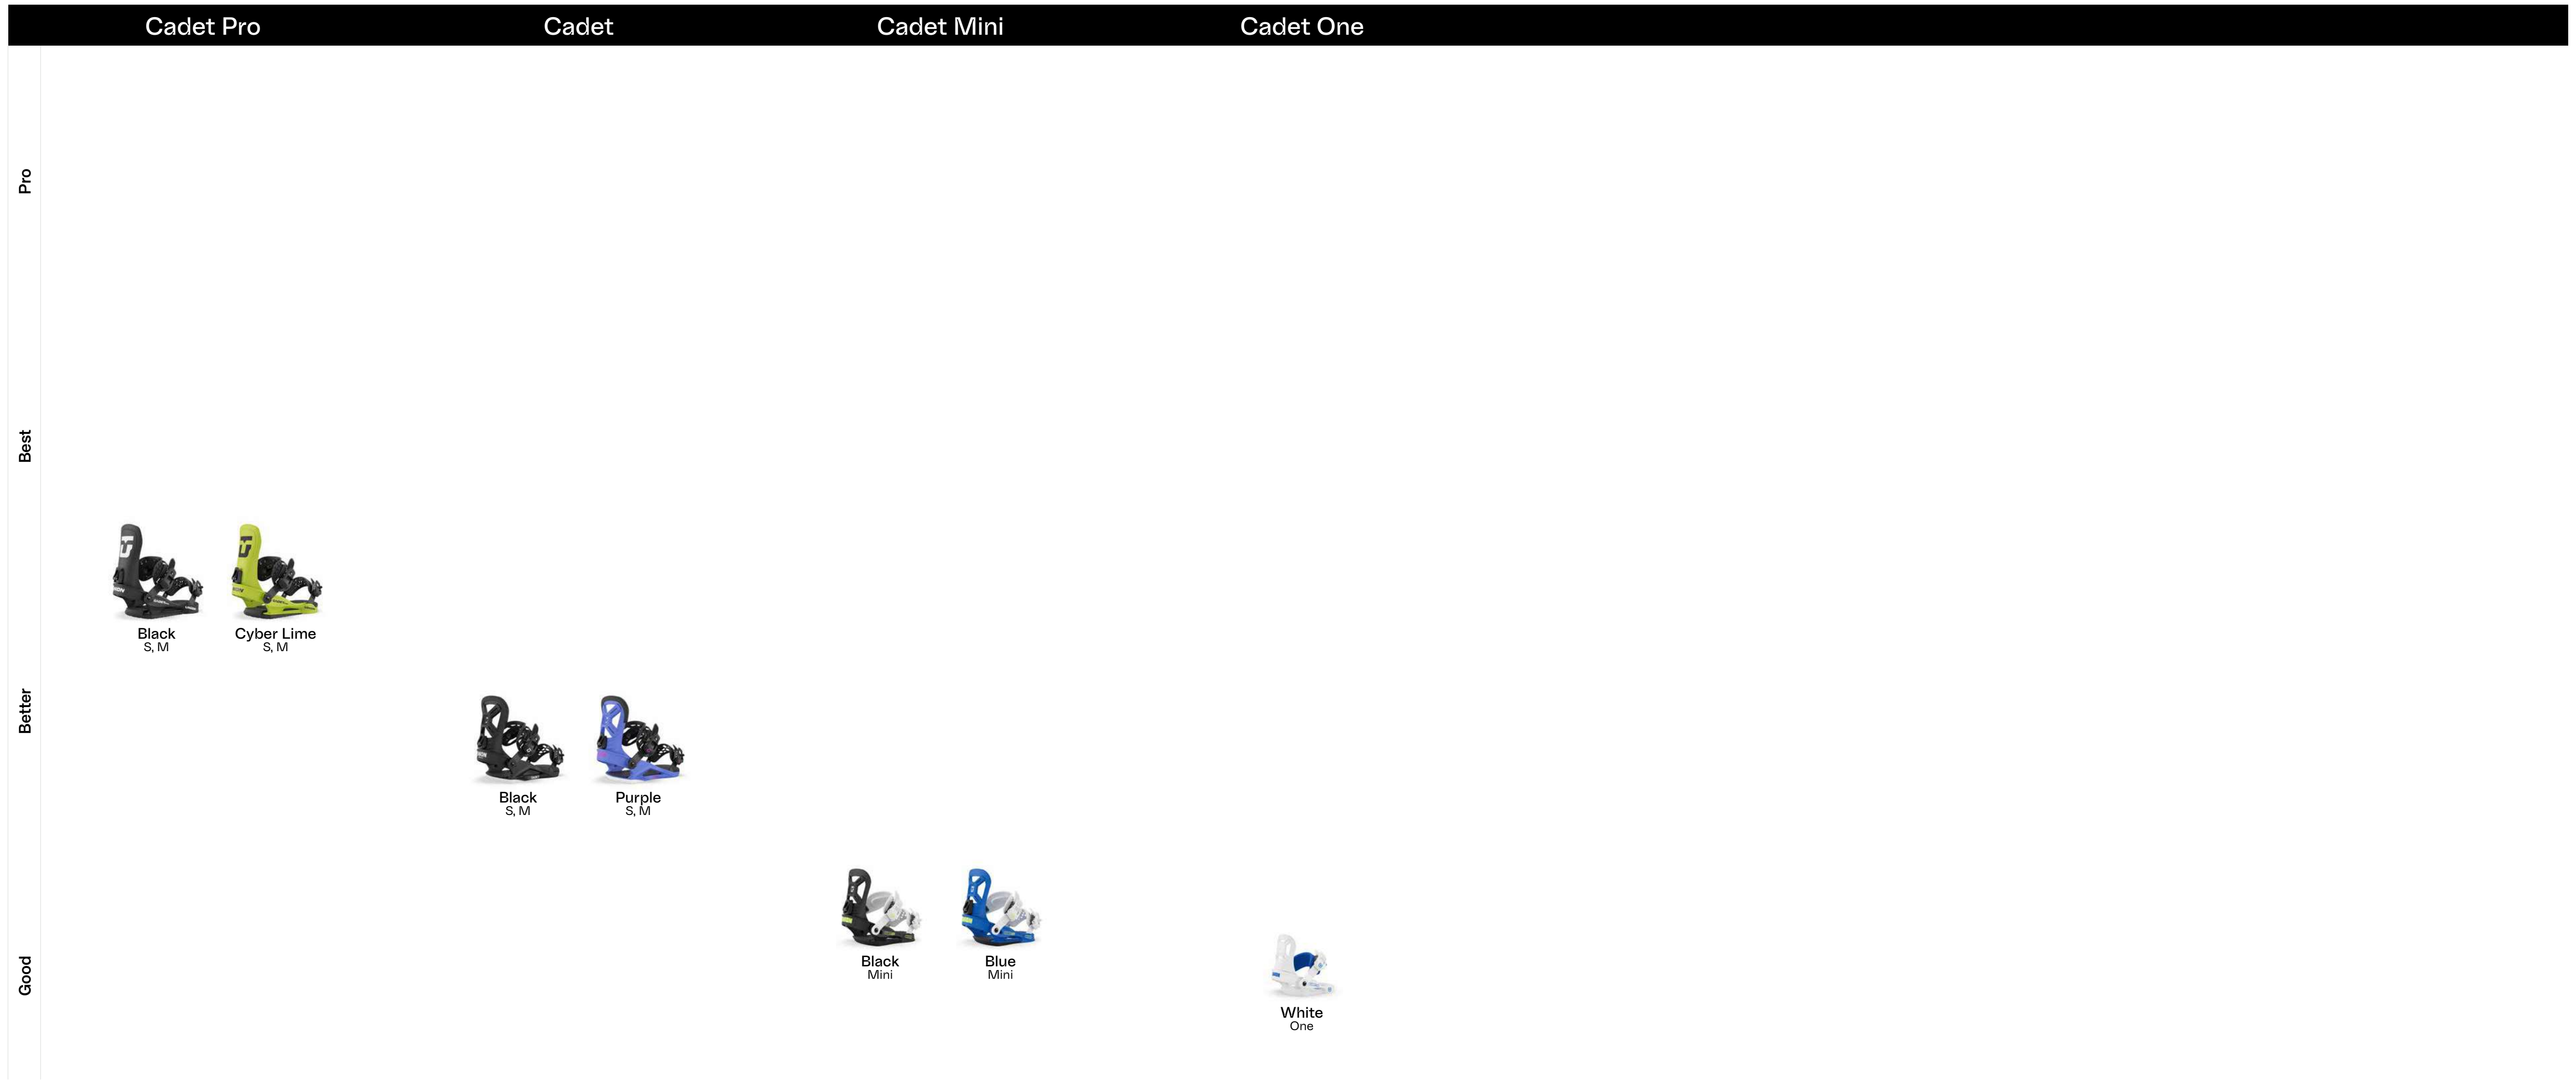 Cadet Pro
Cadet
Cadet Mini
Cadet One
Pro
Best
Black
S, M
Cyber Lime
S, M
Better
Black
S, M
Purple
S, M
Good
Black
Mini
Blue
Mini
White
One